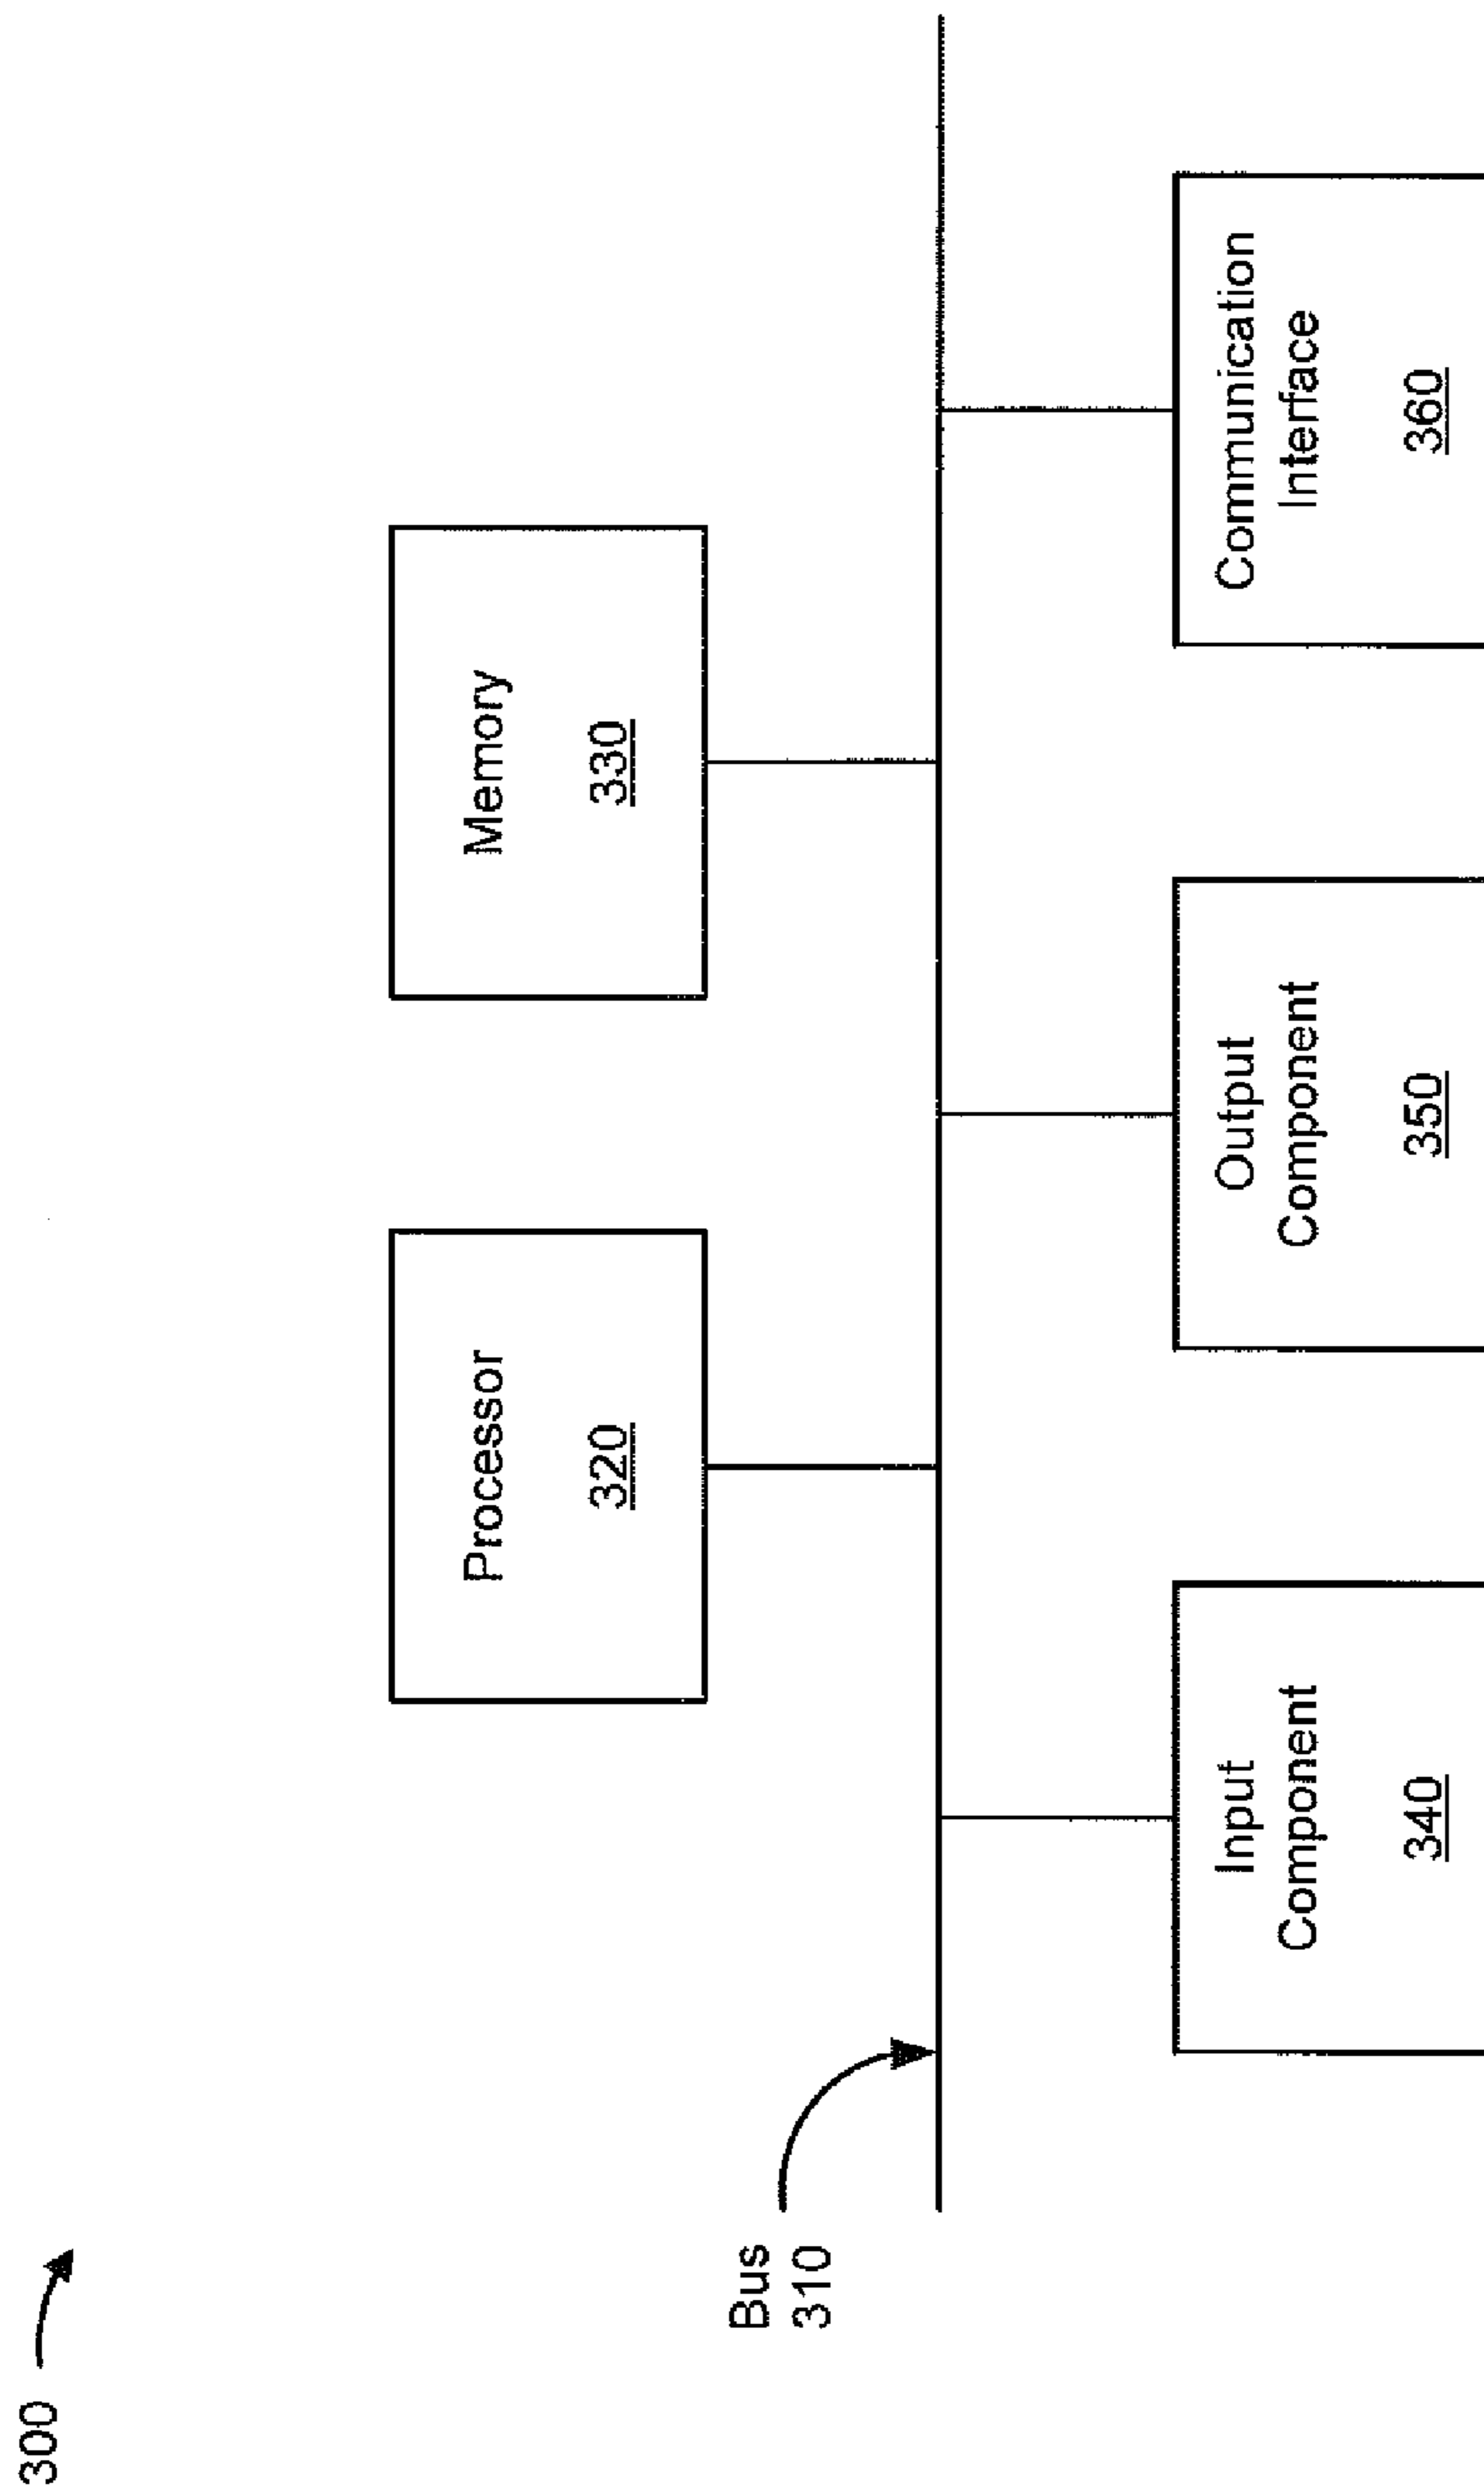 300
Processor
320
Memory
330
Bus
310
Input
Component
340
Output
Component
350
Communication
Interface
360